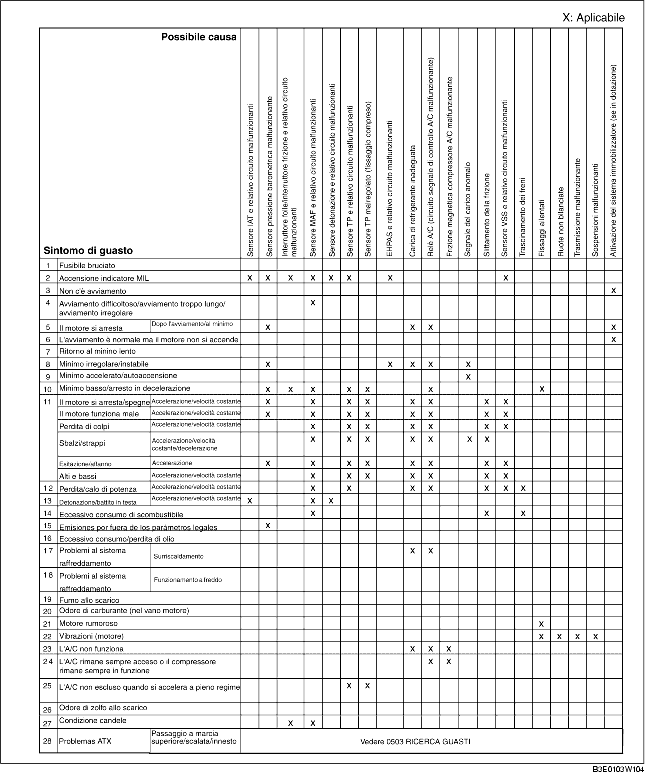 X: Aplicabile
Possibile causa
Sintomo di guasto
Sensore IAT e relativo circuito malfunzionanti
Sensore pressione barometrica malfunzionante
Interruttore folle/interruttore frizione e relativo circuito
malfunzionanti
Sensore MAF e relativo circuito malfunzionanti
Sensore detonazione e relativo circuito malfunzionanti
Sensore TP e relativo circuito malfunzionanti
Sensore TP malregolato (fissaggio compreso)
EHPAS e relativo circuito malfunzionanti
Carica di refrigerante inadeguata
Relè A/C (circuito segnale di controllo A/C malfunzionante)
Frizione magnetica compressore A/C malfunzionante
Segnale del carico anomalo
Slittamento della frizione
Sensore VSS e relativo circuito malfunzionanti
Trascinamento dei freni
Fissaggi allentati
Ruote non bilanciate
Trasmissione malfunzionante
Sospensioni malfunzionanti
Attivazione del sistema immobilizzatore (se in dotazione)
1 Fusibile bruciato
2 Accensione indicatore MIL X X X X X X X X
3 Non c'è avviamento X
4 Avviamento difficoltoso/avviamento troppo lungo/
avviamento irregolare X
5 Il motore si arresta Dopo l'avviamento/al minimo X X X X
6 L'avviamento è normale ma il motore non si accende X
7 Ritorno al minino lento
8 Minimo irregolare/instabile X X X X X
9 Minimo accelerato/autoaccensione X
10 Minimo basso/arresto in decelerazione X X X X X X X
11 Il motore si arresta/spegne Accelerazione/velocità costante X X X X X X X X
Il motore funziona male Accelerazione/velocità costante X X X X X X X X
Perdita di colpi Accelerazione/velocità costante X X X X X X X
Sbalzi/strappi Accelerazione/velocità
costante/decelerazione X X X X X X X
Esitazione/affanno Accelerazione X X X X X X X X
Alti e bassi Accelerazione/velocità costante X X X X X X X
12 Perdita/calo di potenza Accelerazione/velocità costante X X X X X X X
13 Detonazione/battito in testa Accelerazione/velocità costante X X X
14 Eccessivo consumo di scombustibile X X X
15 Emisiones por fuera de los parámetros legales X
16 Eccessivo consumo/perdita di olio
17 Problemi al sistema
raffreddamento Surriscaldamento X X
18 Problemi al sistema
raffreddamento Funzionamento a freddo
19 Fumo allo scarico
20 Odore di carburante (nel vano motore)
21 Motore rumoroso X
22 Vibrazioni (motore) X X X X
23 L'A/C non funziona X X X
24 L'A/C rimane sempre acceso o il compressore
rimane sempre in funzione X X
25 L'A/C non escluso quando si accelera a pieno regime X X
26 Odore di zolfo allo scarico
27 Condizione candele X X
28 Problemas ATX Passaggio a marcia
superiore/scalata/innesto Vedere 0503 RICERCA GUASTI
B3E0103W104